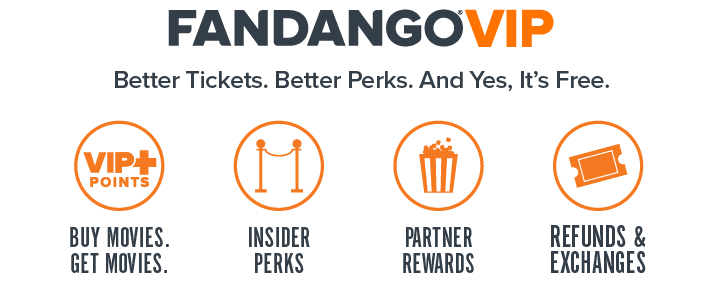 FANDANGO®VIP
Better Tickets. Better Perks. And Yes, It’s Free.
VIP+
POINTS
BUY MOVIES.
GET MOVIES.
INSIDER
PERKS
PARTNER
REWARDS
REFUNDS &
EXCHANGES